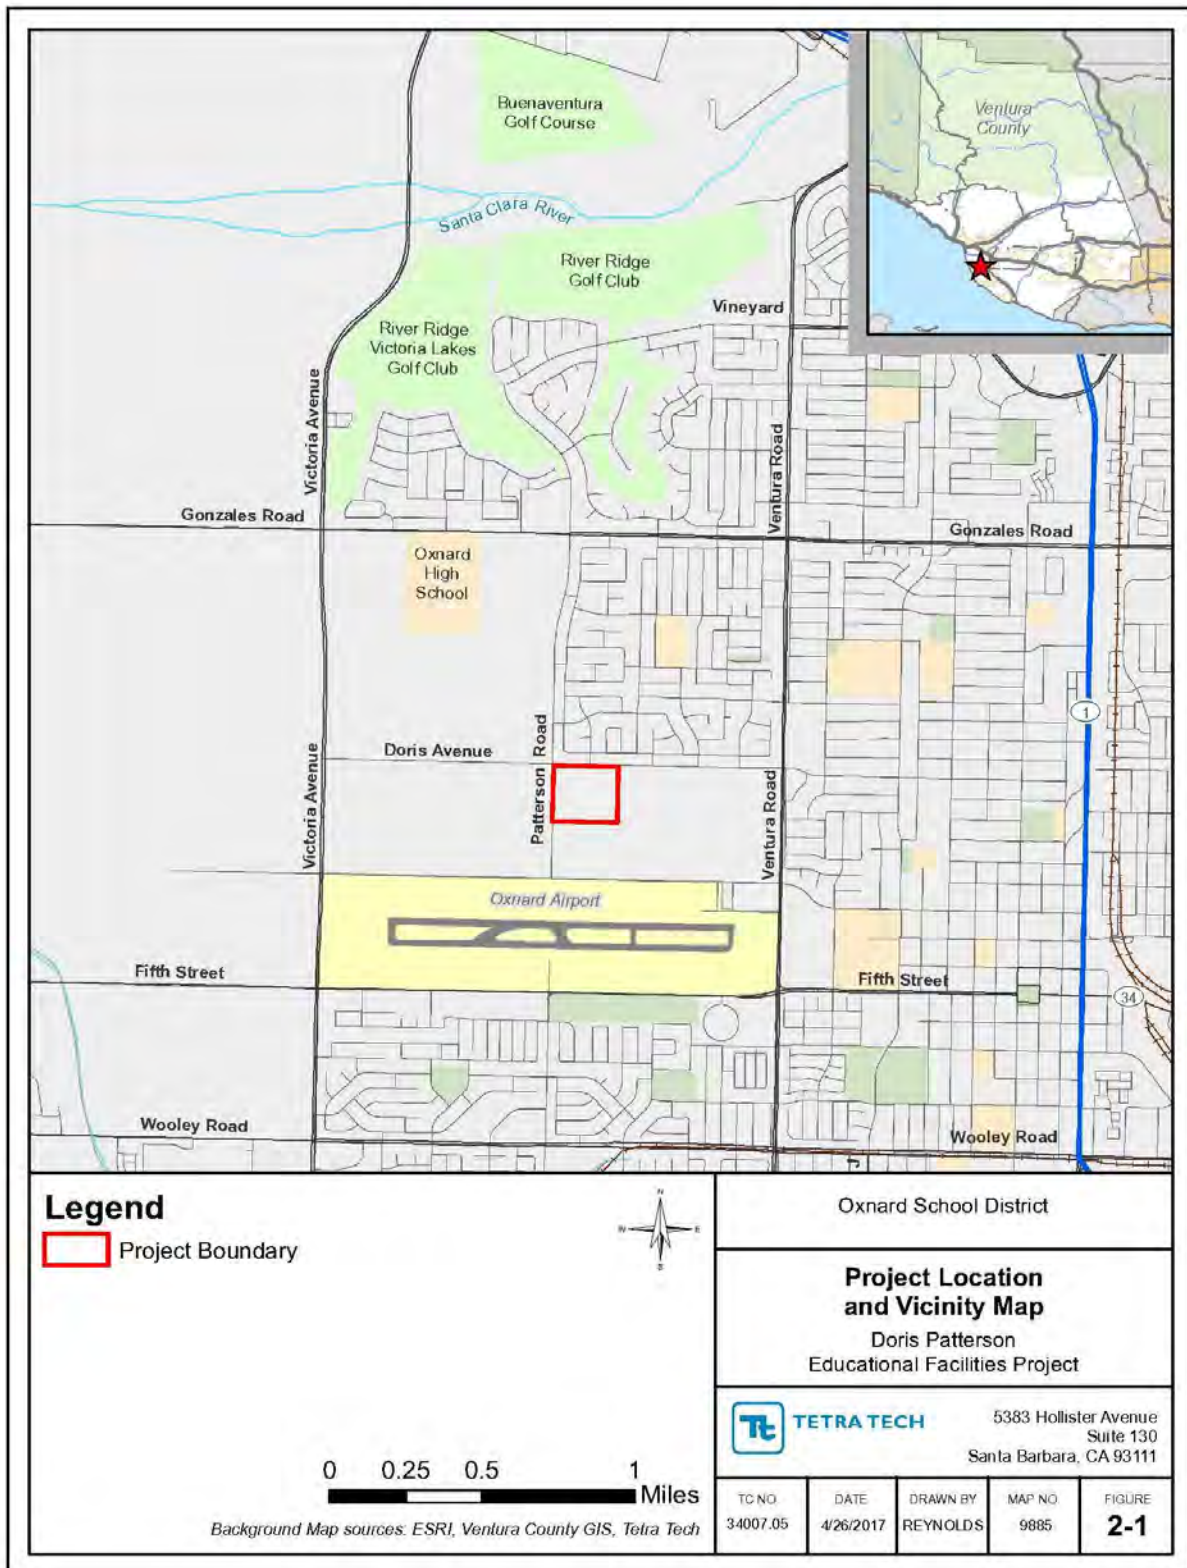 Buenaventura
Golf Course
Ventura
County
Santa Clara River
River Ridge
Golf Club
Vineyard
River Ridge
Victoria Lakes
Golf Club
Victoria Avenue
Ventura Road
Gonzales Road
Gonzales Road
Oxnard
High
School
1
Doris Avenue
Patterson Road
Victoria Avenue
Ventura Road
Oxnard Airport
Fifth Street
Fifth Street
34
Wooley Road
Wooley Road
Legend
Project Boundary
N
W
E
S
0 0.25 0.5 1
Miles
Background Map sources: ESRI, Ventura County GIS, Tetra Tech
Oxnard School District
Project Location
and Vicinity Map
Doris Patterson
Educational Facilities Project
Tt TETRA TECH
5383 Hollister Avenue
Suite 130
Santa Barbara, CA 93111
TC NO
34007.05
DATE
4/26/2017
DRAWN BY
REYNOLDS
MAP NO
9885
FIGURE
2-1